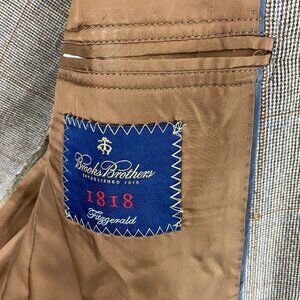 Brooks Brothers
ESTABLISHED 1818
1818
Fitzgerald